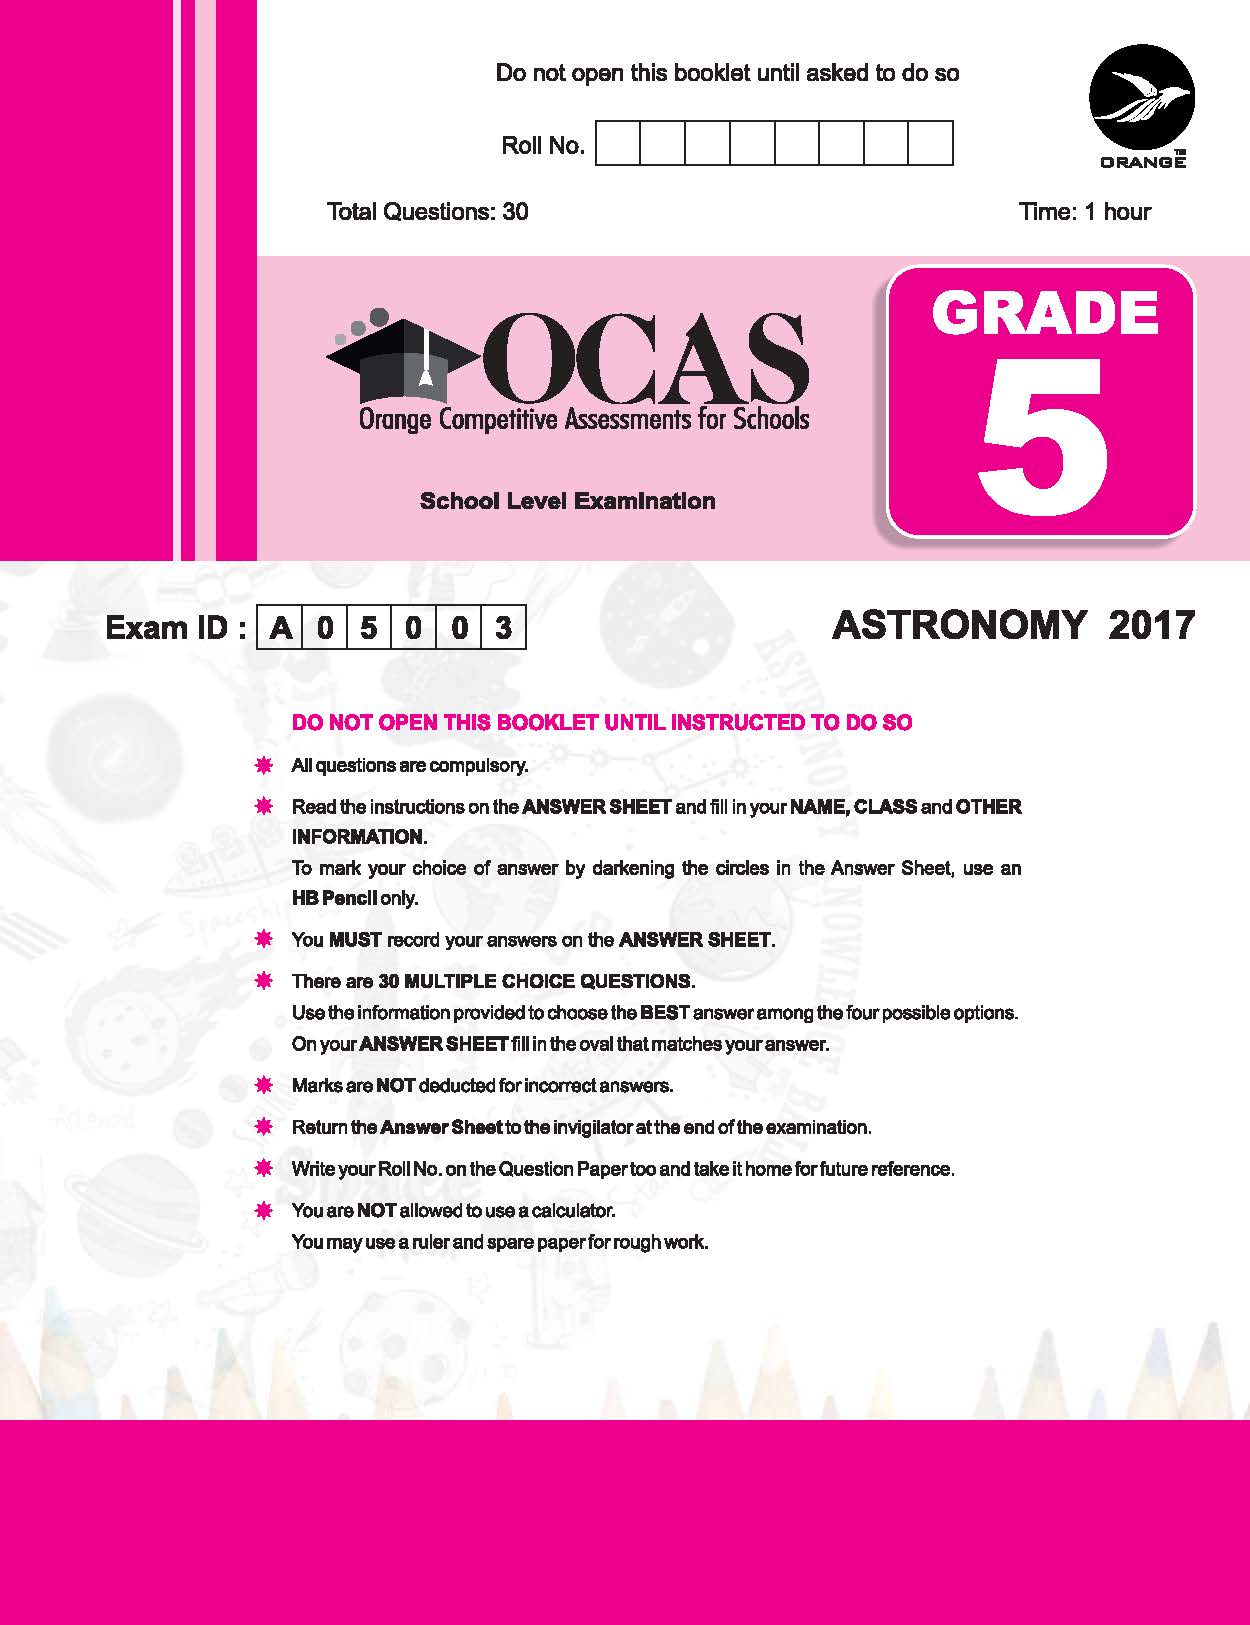 Do not open this booklet until asked to do so
Roll No.
TM
ORANGE
Total Questions: 30
Time: 1 hour
OCAS
Orange Competitive Assessments for Schools
School Level Examination
GRADE
5
Exam ID : A 0 5 0 0 3
ASTRONOMY 2017
DO NOT OPEN THIS BOOKLET UNTIL INSTRUCTED TO DO SO
All questions are compulsory.
Read the instructions on the ANSWER SHEET and fill in your NAME, CLASS and OTHER
INFORMATION.
To mark your choice of answer by darkening the circles in the Answer Sheet, use an
HB Pencil only.
You MUST record your answers on the ANSWER SHEET.
There are 30 MULTIPLE CHOICE QUESTIONS.
Use the information provided to choose the BEST answer among the four possible options.
On your ANSWER SHEET fill in the oval that matches your answer.
Marks are NOT deducted for incorrect answers.
Return the Answer Sheet to the invigilator at the end of the examination.
Write your Roll No. on the Question Paper too and take it home for future reference.
You are NOT allowed to use a calculator.
You may use a ruler and spare paper for rough work.